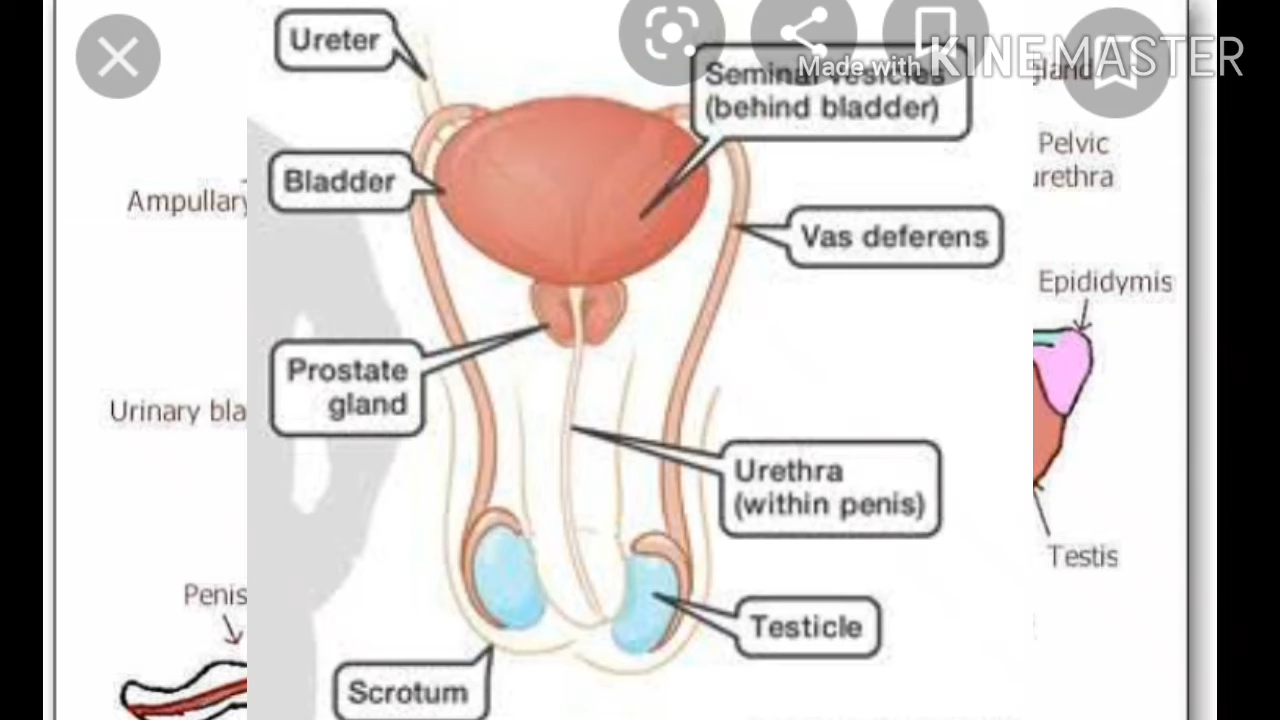 Ureter
Made with KINEMASTER
Seminal vesicles
(behind bladder)
gland
Pelvic
urethra
Bladder
Ampullary
Vas deferens
Epididymis
Prostate
gland
Urinary bla
Urethra
(within penis)
Testis
Penis
Testicle
Scrotum